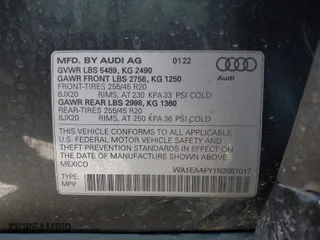 MFD. BY AUDI AG 01/22
GVWR LBS 5489, KG 2490
GAWR FRONT LBS 2756, KG 1250
FRONT-TIRES 255/45 R20
8JX20 RIMS, AT 230 KPA 33 PSI COLD
GAWR REAR LBS 2998, KG 1360
REAR-TIRES 255/45 R20
8JX20 RIMS, AT 250 KPA 36 PSI COLD
THIS VEHICLE CONFORMS TO ALL APPLICABLE
U.S. FEDERAL MOTOR VEHICLE SAFETY AND
THEFT PREVENTION STANDARDS IN EFFECT ON
THE DATE OF MANUFACTURE SHOWN ABOVE
MEXICO
Audi
WA1EAAFY1N2061017
TYPE:
MPV